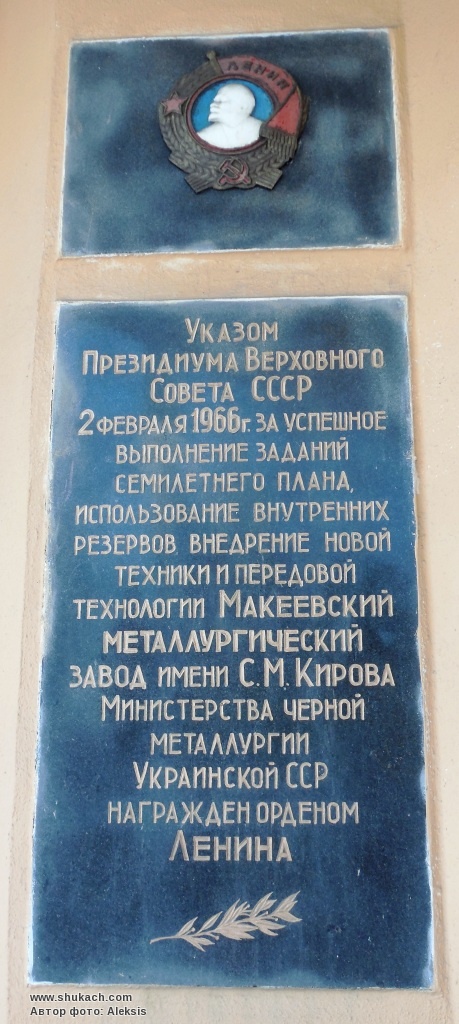 ЛЕНИН
Указом
Президиума Верховного
Совета СССР
2 февраля 1966г. за успешное
выполнение заданий
семилетнего плана,
использование внутренних
резервов, внедрение новой
техники и передовой
технологии Макеевский
металлургический
завод имени С.М.Кирова
Министерства черной
металлургии
Украинской ССР
награжден орденом
Ленина
www.shukach.com
Автор фото: Aleksis